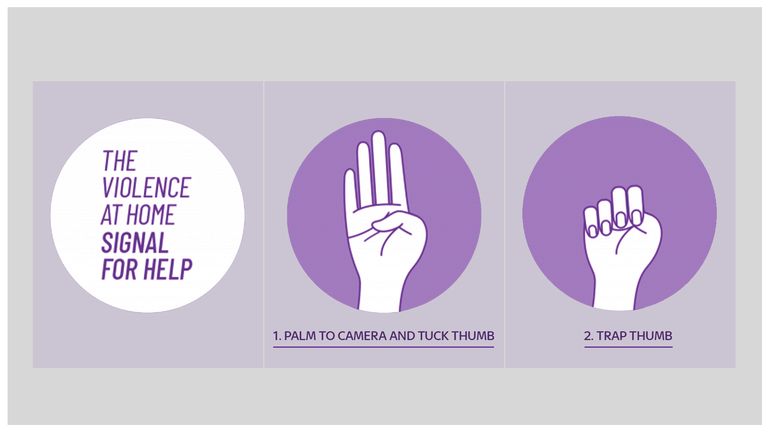 THE
VIOLENCE
AT HOME
SIGNAL
FOR HELP
1. PALM TO CAMERA AND TUCK THUMB
2. TRAP THUMB